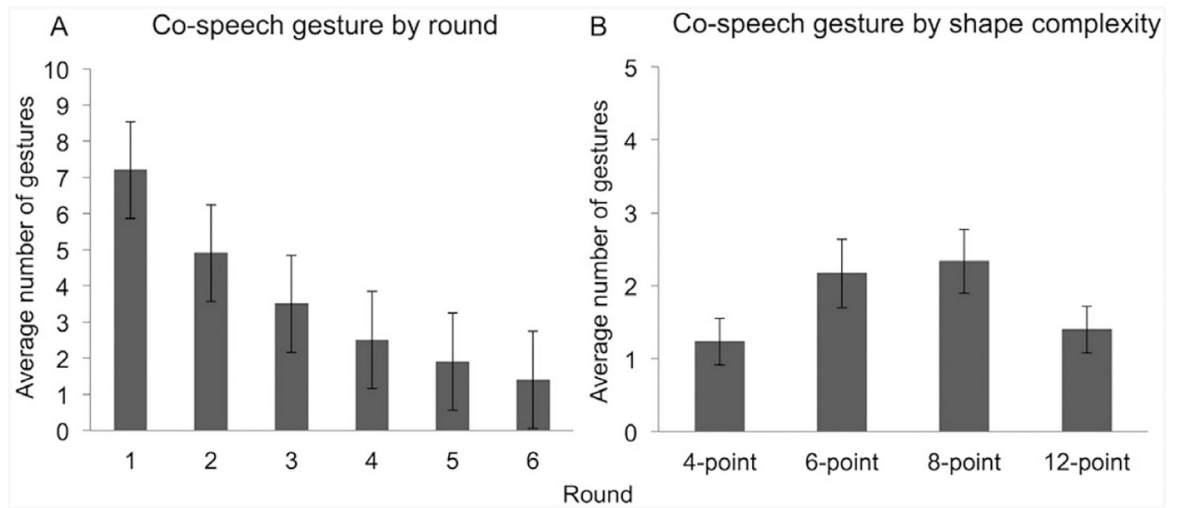 A Co-speech gesture by round
Average number of gestures
10
9
8
7
6
5
4
3
2
1
0
1 2 3 4 5 6
B Co-speech gesture by shape complexity
Average number of gestures
5
4
3
2
1
0
4-point 6-point 8-point 12-point
Round